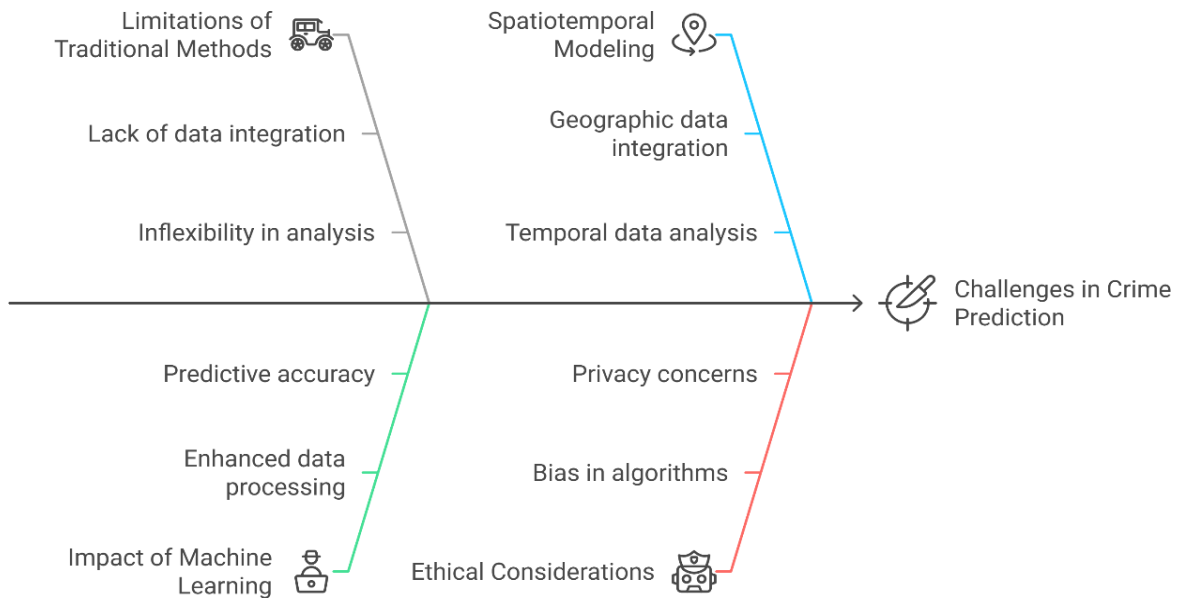 Limitations of
Traditional Methods
Lack of data integration
Inflexibility in analysis
Spatiotemporal
Modeling
Geographic data
integration
Temporal data analysis
Challenges in Crime
Prediction
Predictive accuracy
Enhanced data
processing
Impact of Machine
Learning
Privacy concerns
Bias in algorithms
Ethical Considerations